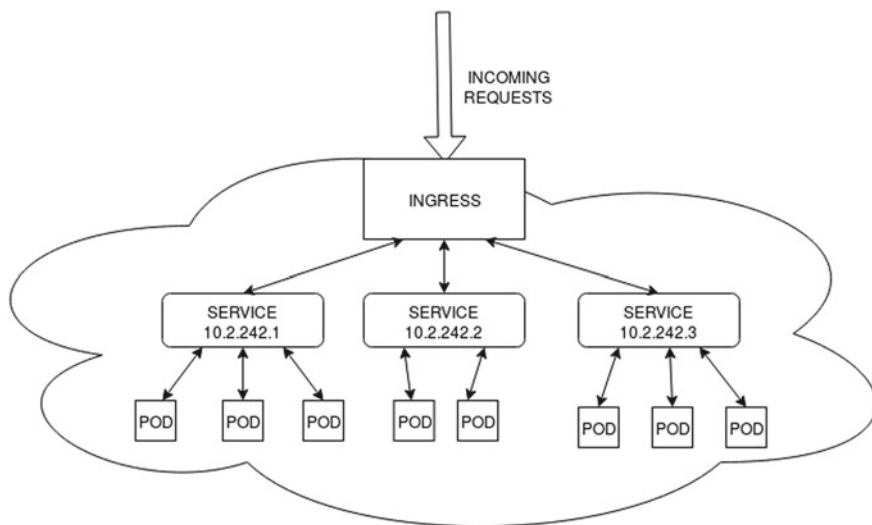 INCOMING
REQUESTS
INGRESS
SERVICE
10.2.242.1
SERVICE
10.2.242.2
SERVICE
10.2.242.3
POD
POD
POD
POD
POD
POD
POD
POD